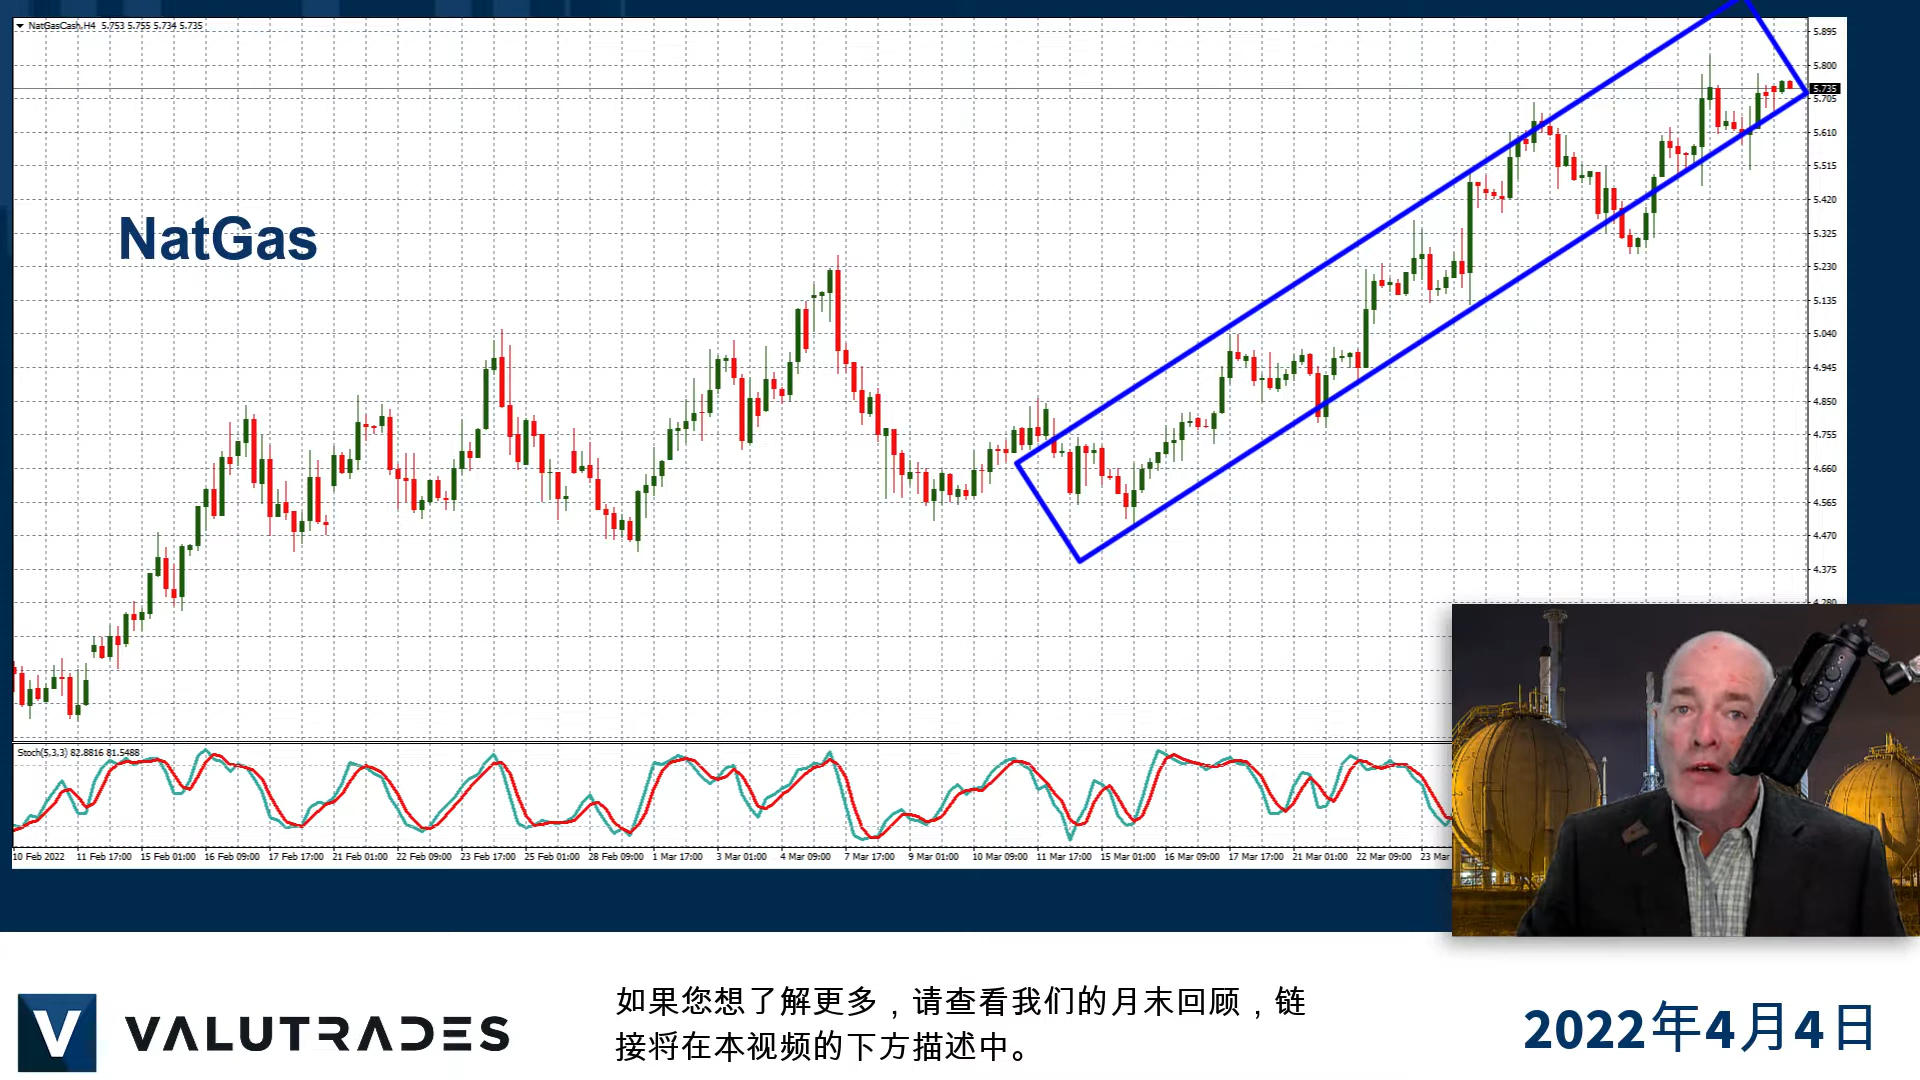 NatGasCash,H4 5.753 5.755 5.734 5.735
5.895
5.800
5.735
5.705
5.610
5.515
5.420
5.325
5.230
5.135
5.040
4.945
4.850
4.755
4.660
4.565
4.470
4.375
4.280
NatGas
Stoch(5,3,3) 82.8816 81.5488
10 Feb 2022 11 Feb 17:00 15 Feb 01:00 16 Feb 09:00 17 Feb 17:00 21 Feb 01:00 22 Feb 09:00 23 Feb 17:00 25 Feb 01:00 28 Feb 09:00 1 Mar 17:00 3 Mar 01:00 4 Mar 09:00 7 Mar 17:00 9 Mar 01:00 10 Mar 09:00 11 Mar 17:00 15 Mar 01:00 16 Mar 09:00 17 Mar 17:00 21 Mar 01:00 22 Mar 09:00 23 Mar
V VALUTRADES
如果您想了解更多，请查看我们的月末回顾，链
接将在本视频的下方描述中。
2022年4月4日